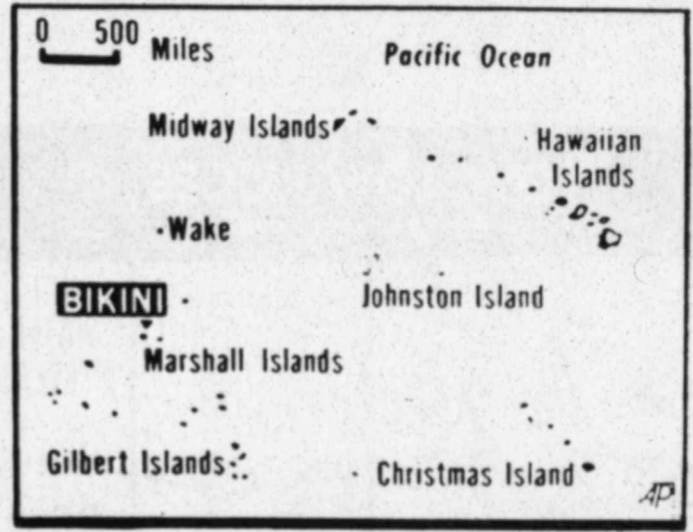 0 500 Miles
Pacific Ocean
Midway Islands
Hawaiian
Islands
Wake
BIKINI
Johnston Island
Marshall Islands
Gilbert Islands
Christmas Island
AP